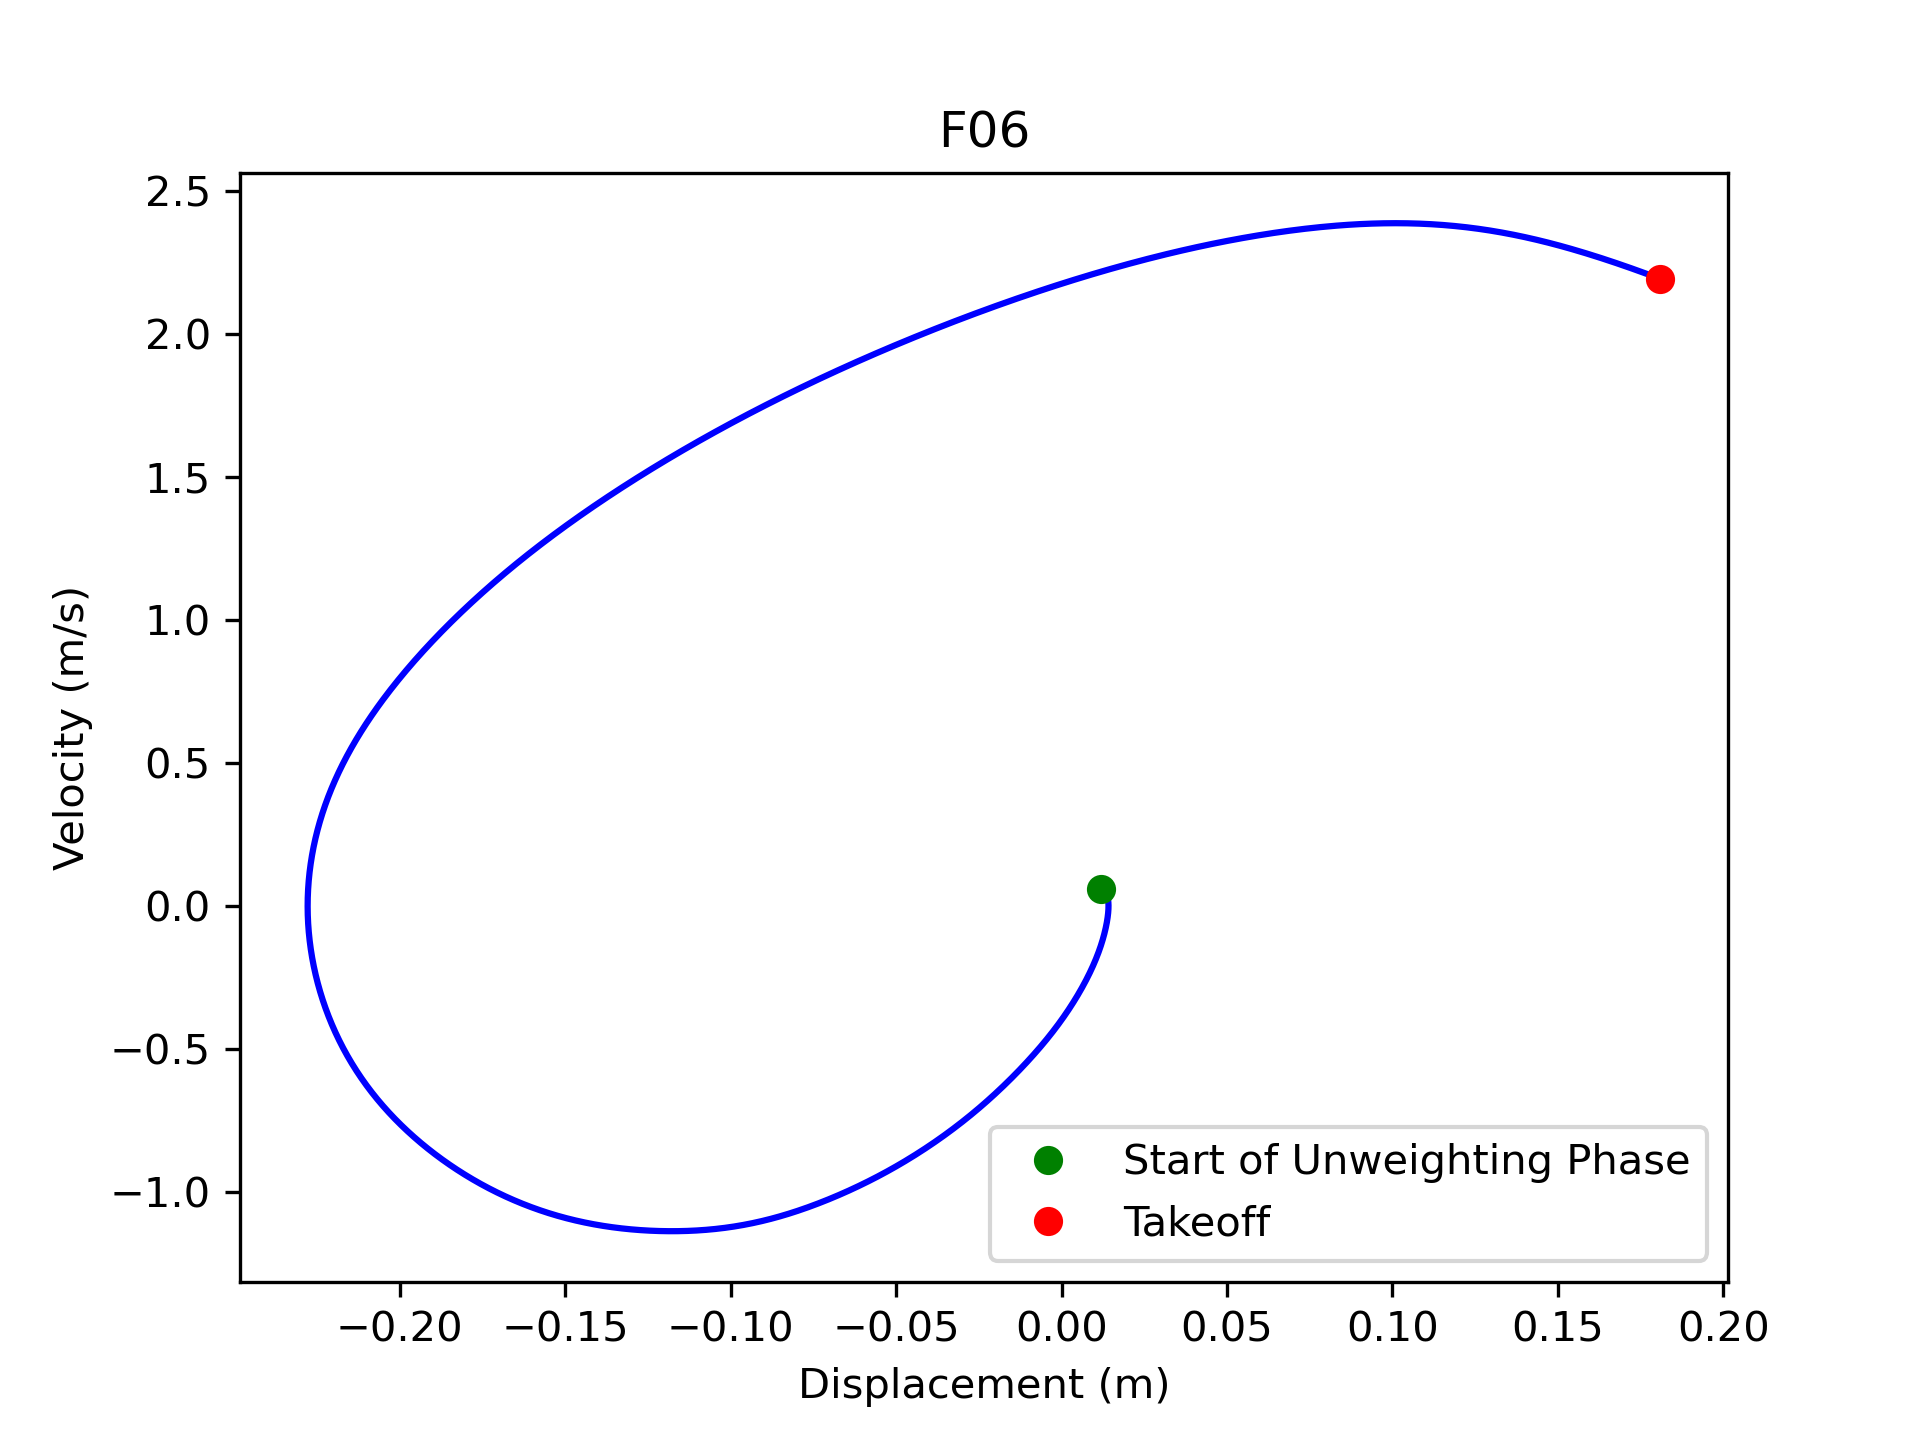 F06
2.5
2.0
1.5
1.0
0.5
0.0
−0.5
−1.0
Velocity (m/s)
Start of Unweighting Phase
Takeoff
−0.20 −0.15 −0.10 −0.05 0.00 0.05 0.10 0.15 0.20
Displacement (m)